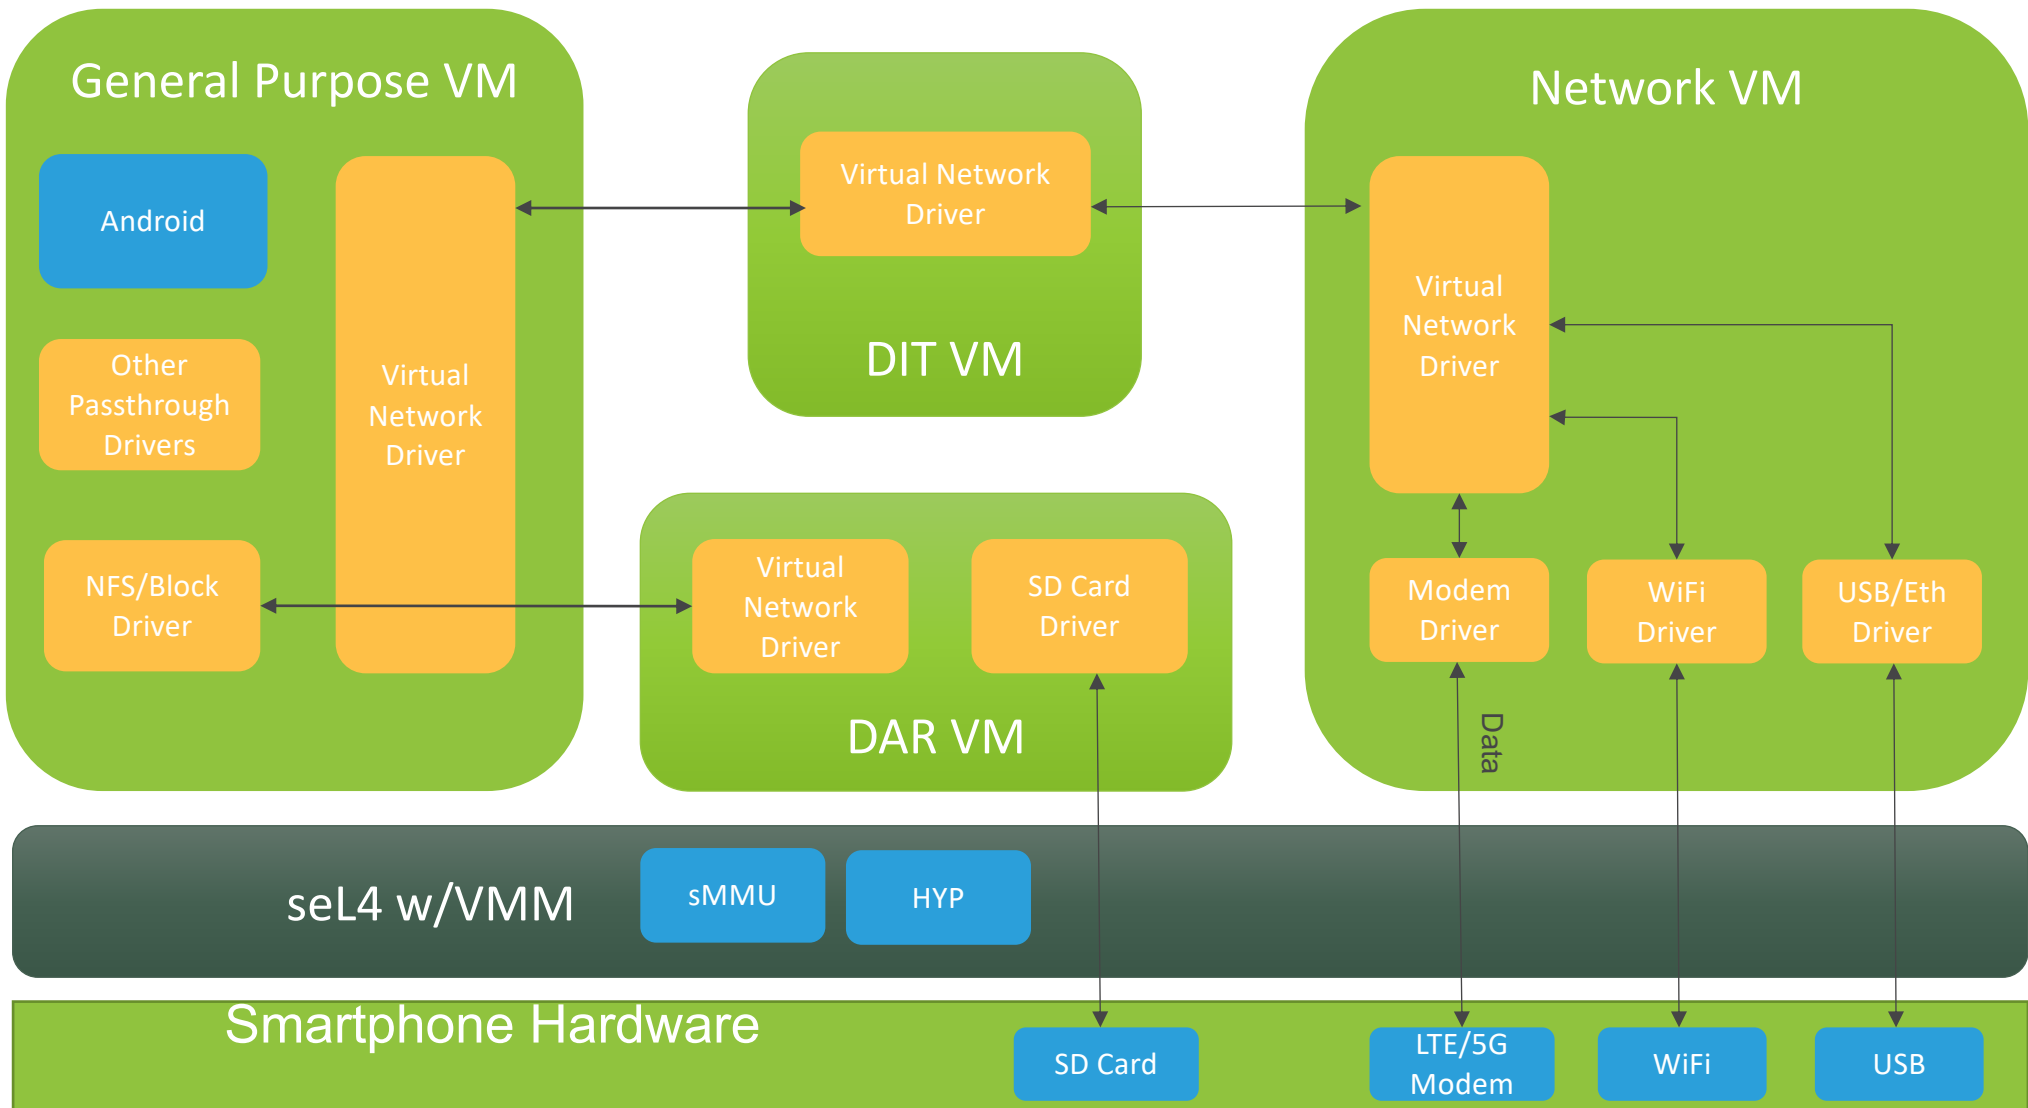 General Purpose VM
Android
Other
Passthrough
Drivers
NFS/Block
Driver
Virtual
Network
Driver
Virtual Network
Driver
DIT VM
Virtual
Network
Driver
SD Card
Driver
DAR VM
Network VM
Virtual
Network
Driver
Modem
Driver
WiFi
Driver
USB/Eth
Driver
Data
seL4 w/VMM
sMMU
HYP
Smartphone Hardware
SD Card
LTE/5G
Modem
WiFi
USB